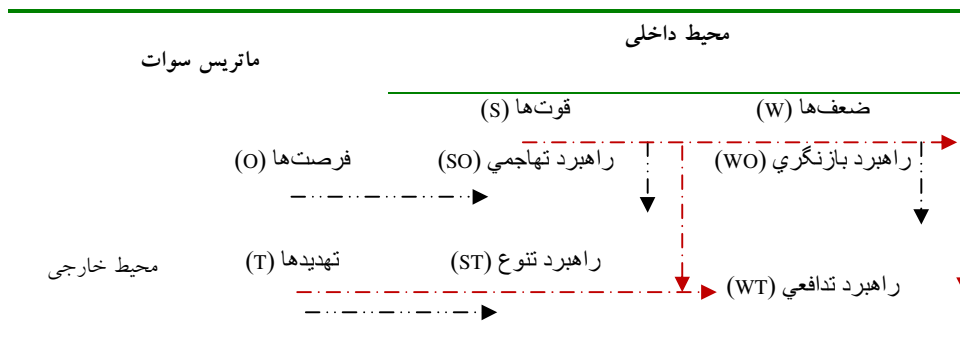 محیط داخلی
ماتریس سوات
قوت‌ها (S)
ضعف‌ها (W)
فرصت‌ها (O)
راهبرد تهاجمي (SO)
راهبرد بازنگري (WO)
محیط خارجی
تهدیدها (T)
راهبرد تنوع (ST)
راهبرد تدافعي (WT)